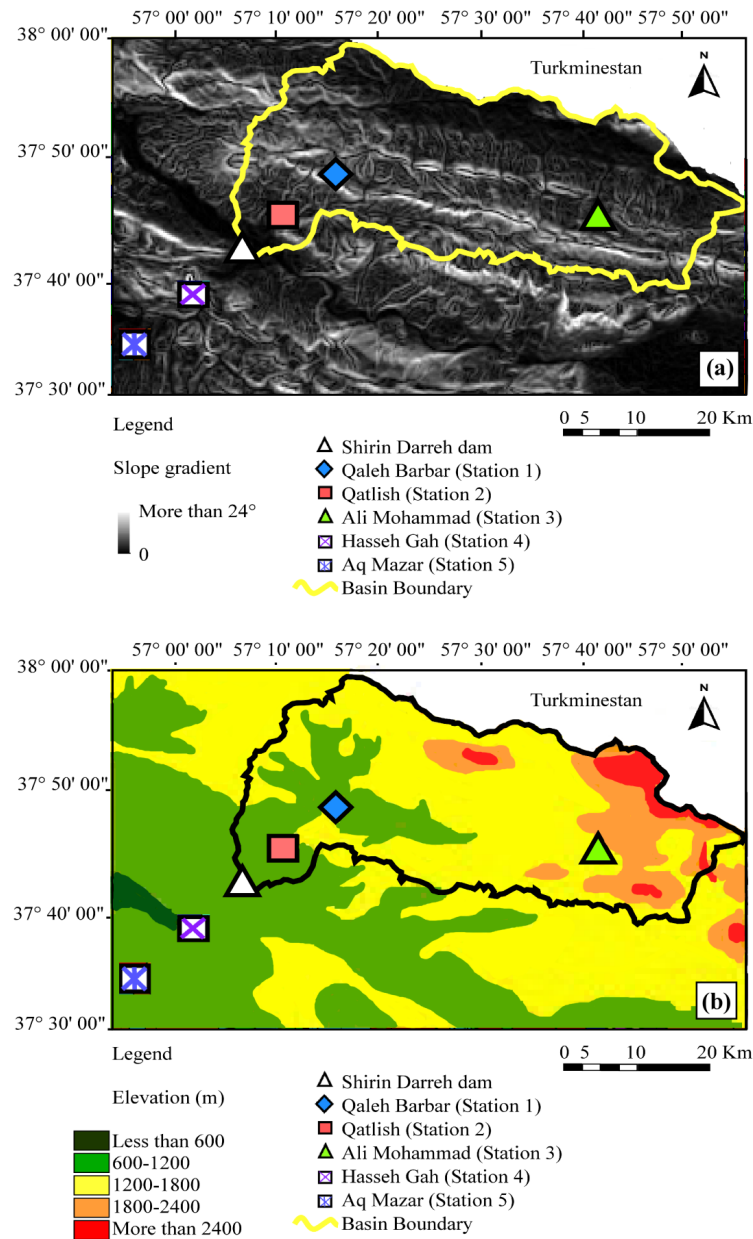 57° 00' 00" 57° 10' 00" 57° 20' 00" 57° 30' 00" 57° 40' 00" 57° 50' 00"
38° 00' 00"
N
Turkminestan
37° 50' 00"
37° 40' 00"
37° 30' 00"
(a)
0 5 10 20 Km
Legend
Slope gradient
More than 24°
0
Shirin Darreh dam
Qaleh Barbar (Station 1)
Qatlish (Station 2)
Ali Mohammad (Station 3)
Hasseh Gah (Station 4)
Aq Mazar (Station 5)
Basin Boundary
57° 00' 00" 57° 10' 00" 57° 20' 00" 57° 30' 00" 57° 40' 00" 57° 50' 00"
38° 00' 00"
N
Turkminestan
37° 50' 00"
37° 40' 00"
37° 30' 00"
(b)
0 5 10 20 Km
Legend
Elevation (m)
Less than 600
600-1200
1200-1800
1800-2400
More than 2400
Shirin Darreh dam
Qaleh Barbar (Station 1)
Qatlish (Station 2)
Ali Mohammad (Station 3)
Hasseh Gah (Station 4)
Aq Mazar (Station 5)
Basin Boundary